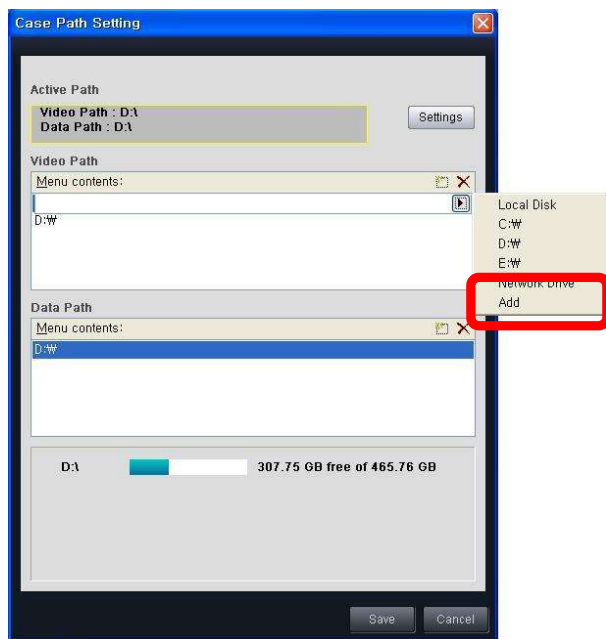 Case Path Setting
Active Path
Video Path : D:\
Data Path : D:\
Settings
Video Path
Menu contents:
D:₩
Local Disk
C:₩
D:₩
E:₩
Network Drive
Add
Data Path
Menu contents:
D:₩
D:\ 307.75 GB free of 465.76 GB
Save Cancel